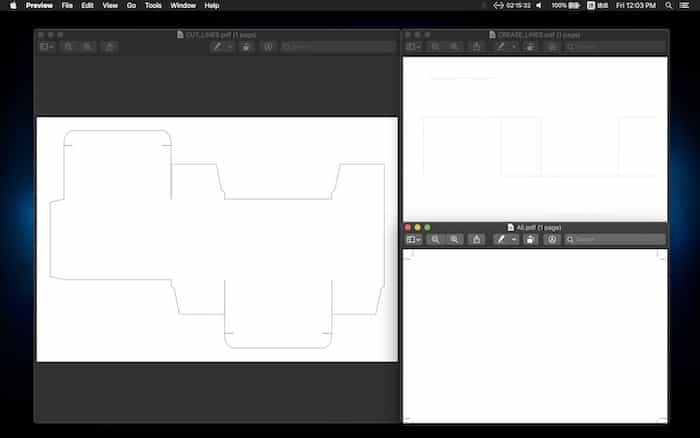 Preview File Edit View Go Tools Window Help 02:15:32 100% Fri 12:03 PM
CUT_LINES.pdf (1 page)
Search
CREASE_LINES.pdf (1 page)
Search
All.pdf (1 page)
Search